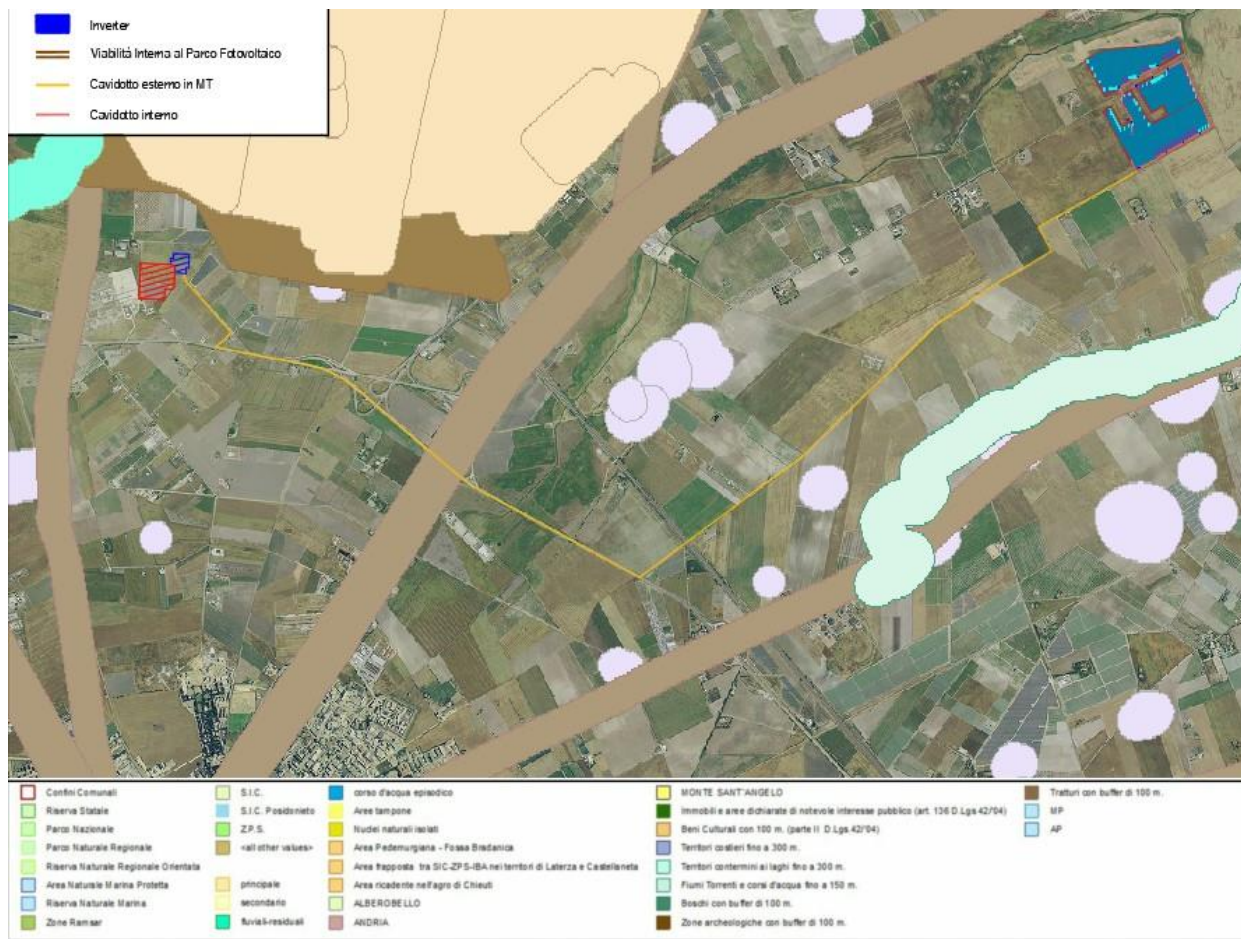 Inverter
Viabilità Interna al Parco Fotovoltaico
Cavidotto esterno in MT
Cavidotto interno
Confini Comunali
Riserva Statale
Parco Nazionale
Parco Naturale Regionale
Riserva Naturale Regionale Orientata
Area Naturale Marina Protetta
Riserva Naturale Marina
Zone Ramsar
S.I.C.
S.I.C. Posidonieto
Z.P.S.
<all other values>
principale
secondario
fluviali-residuali
corso d'acqua episodico
Aree tampone
Nuclei naturali isolati
Area Pedemurgiana - Fossa Bradanica
Area frapposta tra SIC-ZPS-IBA nei territori di Laterza e Castellaneta
Area ricadente nell'agro di Chieuti
ALBEROBELLO
ANDRIA
MONTE SANT'ANGELO
Immobili e aree dichiarate di notevole interesse pubblico (art. 136 D.Lgs.42/'04)
Beni Culturali con 100 m. (parte II D.Lgs.42/'04)
Territori costieri fino a 300 m.
Territori contermini ai laghi fino a 300 m.
Fiumi Torrenti e corsi d'acqua fino a 150 m.
Boschi con buffer di 100 m.
Zone archeologiche con buffer di 100 m.
Tratturi con buffer di 100 m.
MP
AP